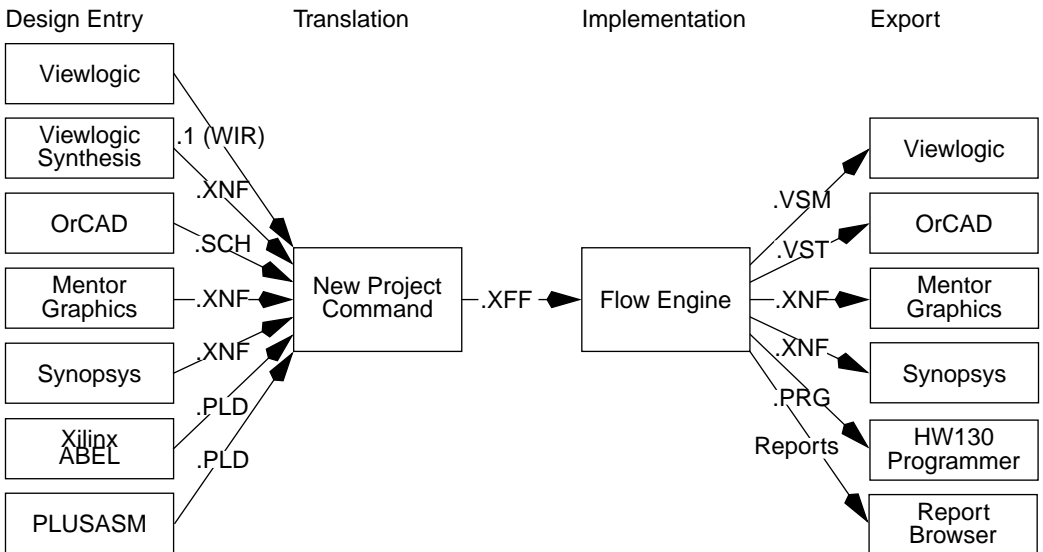 Design Entry
Translation
Implementation
Export
Viewlogic
Viewlogic
Synthesis
OrCAD
Mentor
Graphics
Synopsys
Xilinx
ABEL
PLUSASM
.1 (WIR)
.XNF
.SCH
.XNF
.XNF
.PLD
.PLD
New Project
Command
.XFF
Flow Engine
.VSM
.VST
.XNF
.XNF
.PRG
Reports
Viewlogic
OrCAD
Mentor
Graphics
Synopsys
HW130
Programmer
Report
Browser